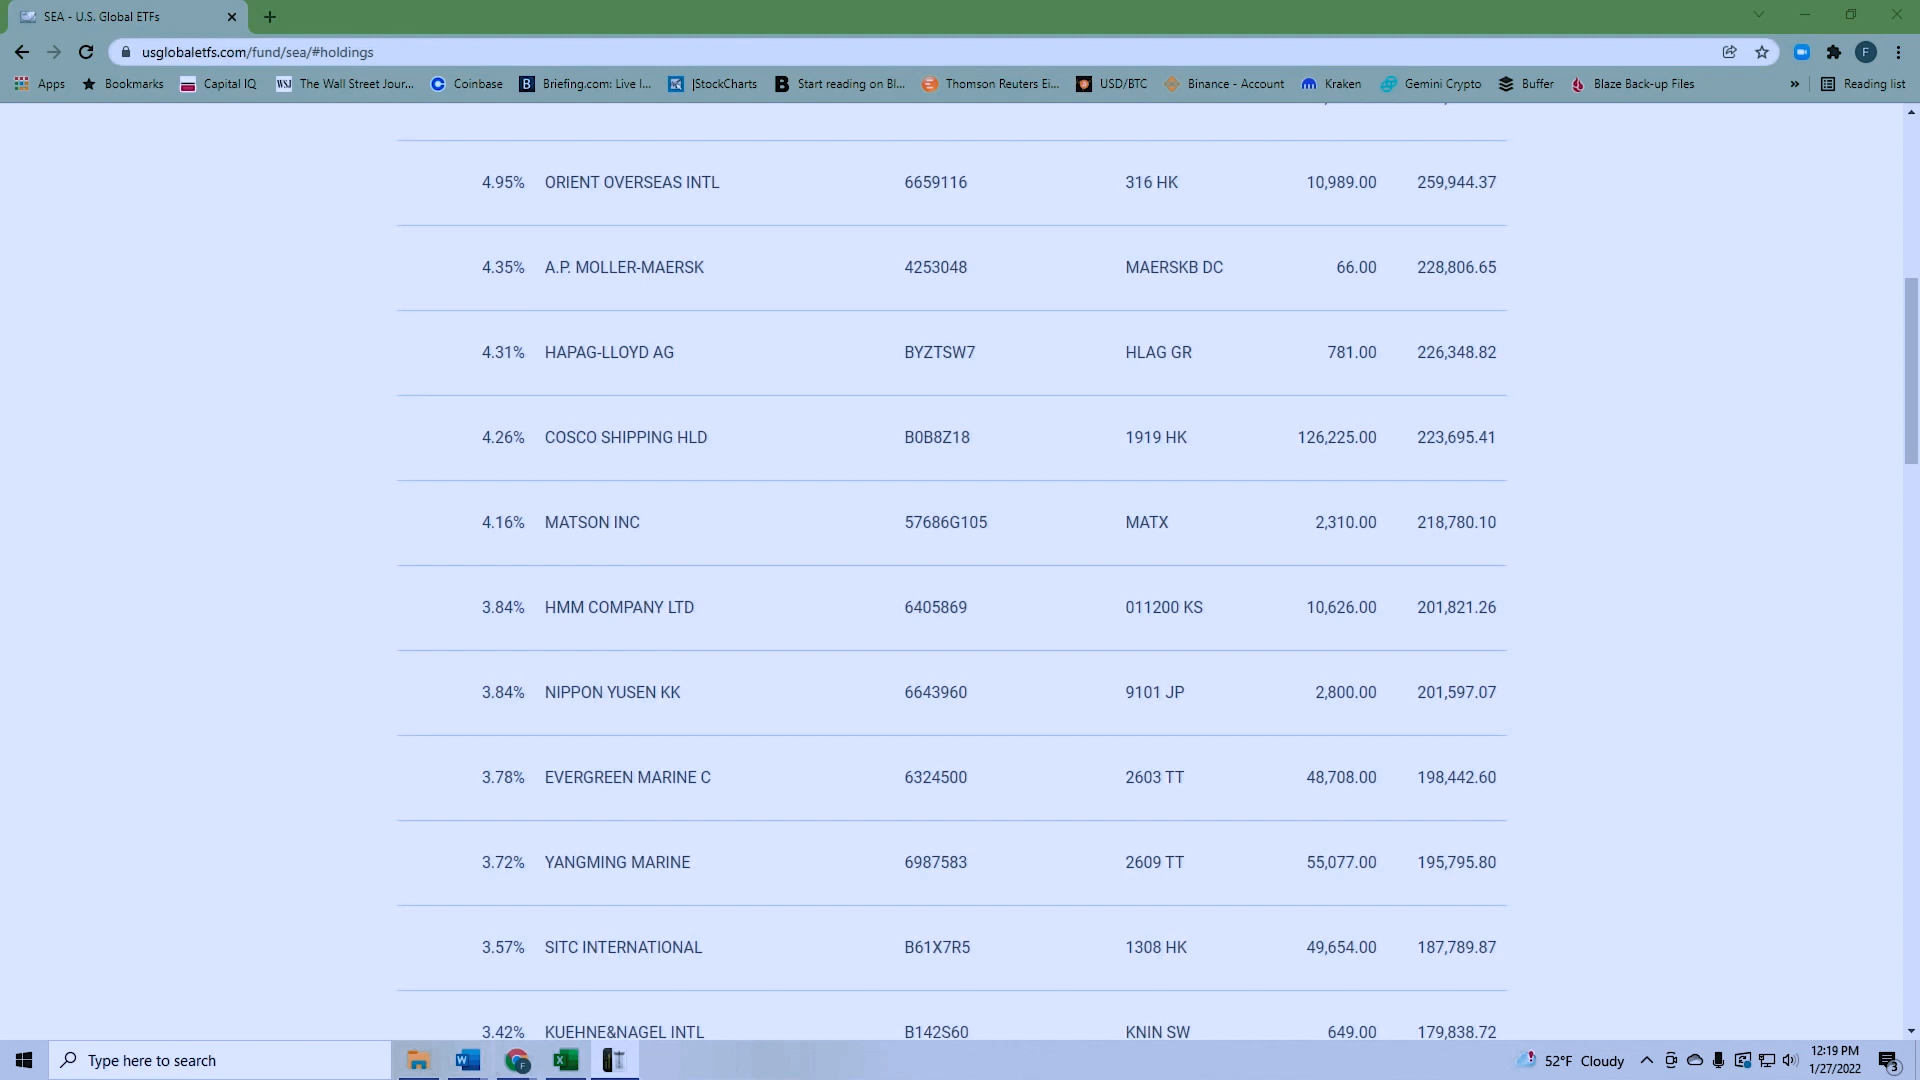 SEA - U.S. Global ETFs
usglobaletfs.com/fund/sea/#holdings
F
Apps Bookmarks Capital IQ WSJ The Wall Street Jour... Coinbase B Briefing.com: Live I... |StockCharts B Start reading on Bl... Thomson Reuters Ei... USD/BTC Binance - Account Kraken Gemini Crypto Buffer Blaze Back-up Files » Reading list
4.95% ORIENT OVERSEAS INTL 6659116 316 HK 10,989.00 259,944.37
4.35% A.P. MOLLER-MAERSK 4253048 MAERSKB DC 66.00 228,806.65
4.31% HAPAG-LLOYD AG BYZTSW7 HLAG GR 781.00 226,348.82
4.26% COSCO SHIPPING HLD B0B8Z18 1919 HK 126,225.00 223,695.41
4.16% MATSON INC 57686G105 MATX 2,310.00 218,780.10
3.84% HMM COMPANY LTD 6405869 011200 KS 10,626.00 201,821.26
3.84% NIPPON YUSEN KK 6643960 9101 JP 2,800.00 201,597.07
3.78% EVERGREEN MARINE C 6324500 2603 TT 48,708.00 198,442.60
3.72% YANGMING MARINE 6987583 2609 TT 55,077.00 195,795.80
3.57% SITC INTERNATIONAL B61X7R5 1308 HK 49,654.00 187,789.87
3.42% KUEHNE&NAGEL INTL B142S60 KNIN SW 649.00 179,838.72
Type here to search
52°F Cloudy
12:19 PM
1/27/2022
3